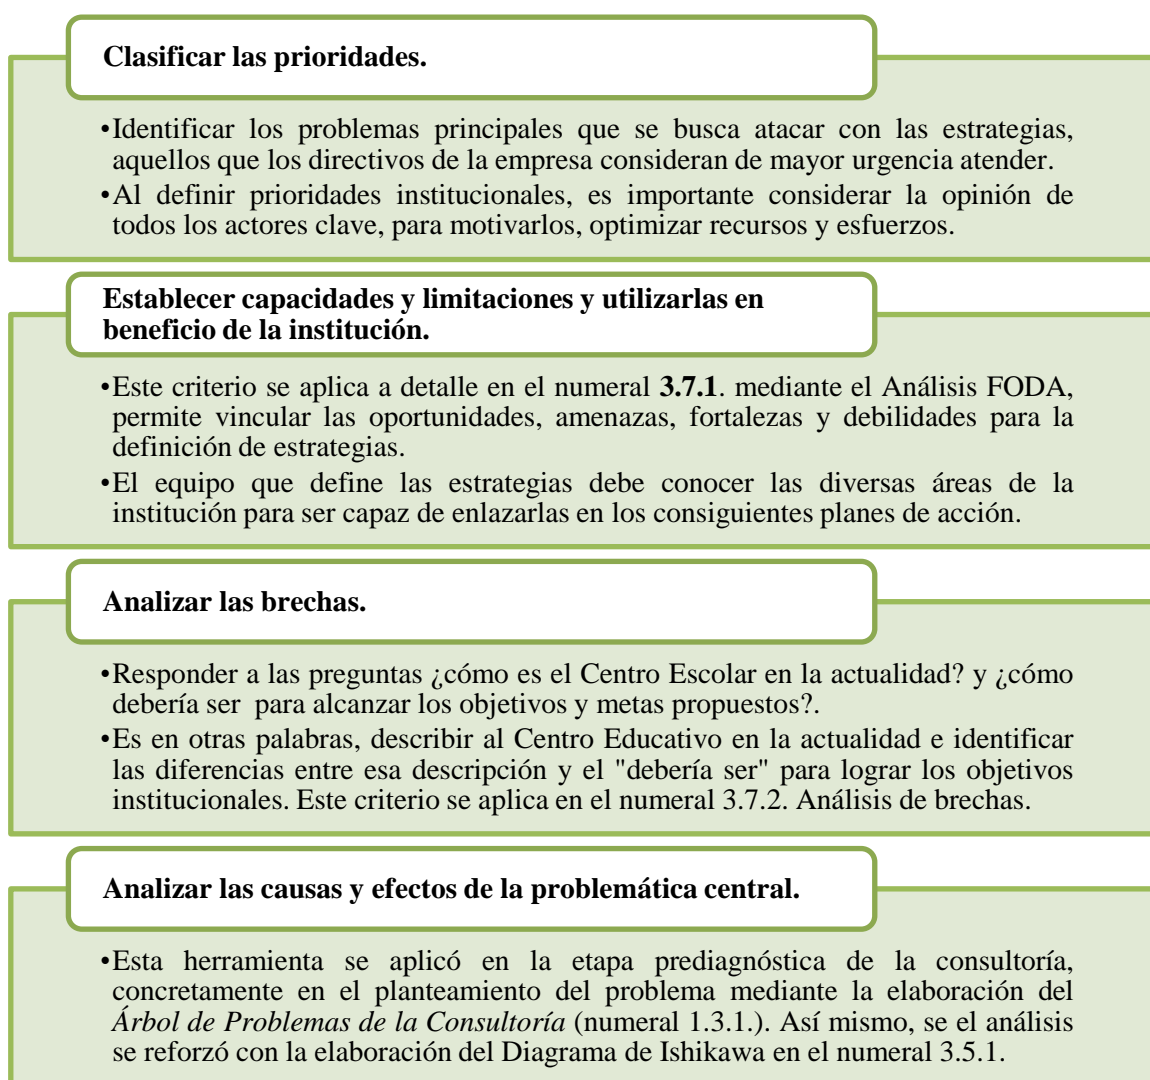 Clasificar las prioridades.
•Identificar los problemas principales que se busca atacar con las estrategias,
aquellos que los directivos de la empresa consideran de mayor urgencia atender.
•Al definir prioridades institucionales, es importante considerar la opinión de
todos los actores clave, para motivarlos, optimizar recursos y esfuerzos.
Establecer capacidades y limitaciones y utilizarlas en
beneficio de la institución.
•Este criterio se aplica a detalle en el numeral 3.7.1. mediante el Análisis FODA,
permite vincular las oportunidades, amenazas, fortalezas y debilidades para la
definición de estrategias.
•El equipo que define las estrategias debe conocer las diversas áreas de la
institución para ser capaz de enlazarlas en los consiguientes planes de acción.
Analizar las brechas.
•Responder a las preguntas ¿cómo es el Centro Escolar en la actualidad? y ¿cómo
debería ser  para alcanzar los objetivos y metas propuestos?.
•Es en otras palabras, describir al Centro Educativo en la actualidad e identificar
las diferencias entre esa descripción y el "debería ser" para lograr los objetivos
institucionales. Este criterio se aplica en el numeral 3.7.2. Análisis de brechas.
Analizar las causas y efectos de la problemática central.
•Esta herramienta se aplicó en la etapa prediagnóstica de la consultoría,
concretamente en el planteamiento del problema mediante la elaboración del
Árbol de Problemas de la Consultoría (numeral 1.3.1.). Así mismo, se el análisis
se reforzó con la elaboración del Diagrama de Ishikawa en el numeral 3.5.1.